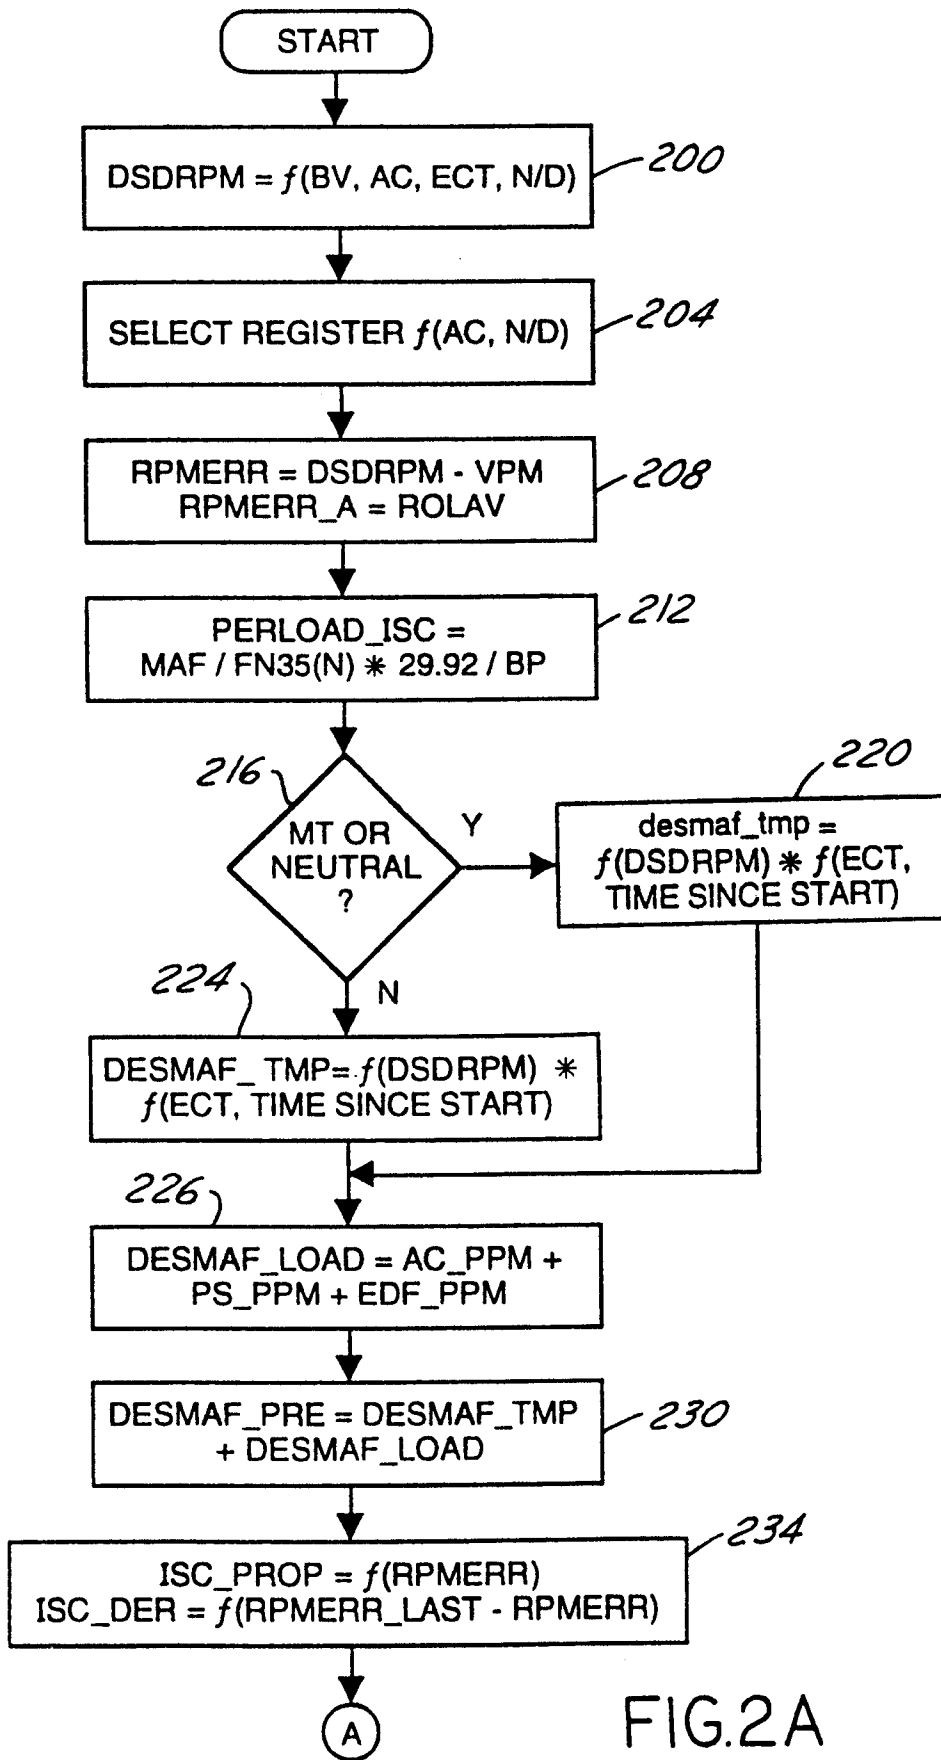 START
DSDRPM = f(BV, AC, ECT, N/D)
200
SELECT REGISTER f(AC, N/D)
204
RPMERR = DSDRPM - VPM
RPMERR_A = ROLAV
208
PERLOAD_ISC =
MAF / FN35(N) * 29.92 / BP
212
216
MT OR
NEUTRAL
?
Y
220
desmaf_tmp =
f(DSDRPM) * f(ECT,
TIME SINCE START)
N
224
DESMAF_ TMP= f(DSDRPM) *
f(ECT, TIME SINCE START)
226
DESMAF_LOAD = AC_PPM +
PS_PPM + EDF_PPM
DESMAF_PRE = DESMAF_TMP
+ DESMAF_LOAD
230
234
ISC_PROP = f(RPMERR)
ISC_DER = f(RPMERR_LAST - RPMERR)
A
FIG.2A